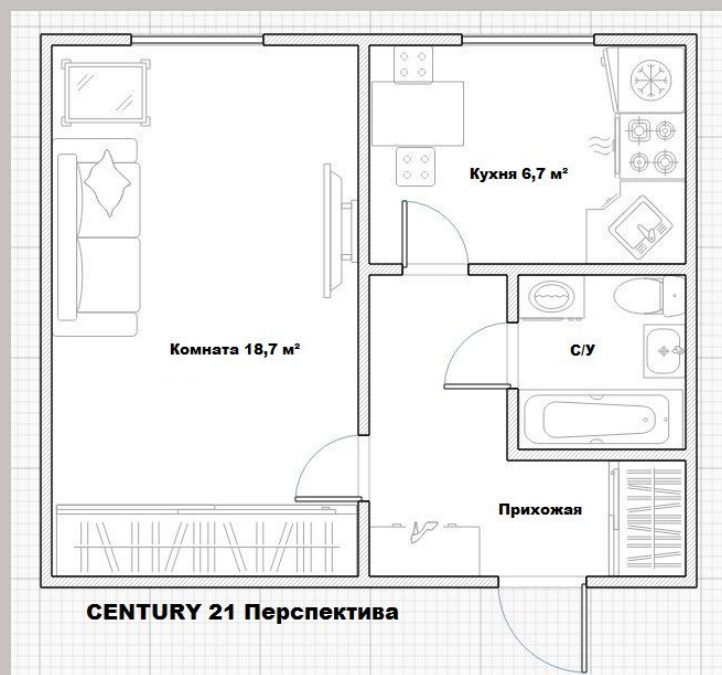 Кухня 6,7 м²
Комната 18,7 м²
С/У
Прихожая
CENTURY 21 Перспектива